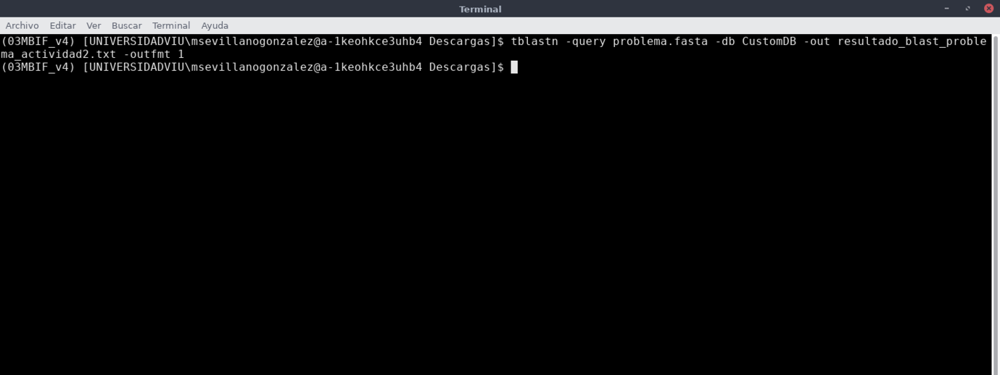 Terminal
Archivo Editar Ver Buscar Terminal Ayuda
(03MBIF_v4) [UNIVERSIDADVIU\msevillanogonzalez@a-1keohkce3uhb4 Descargas]$ tblastn -query problema.fasta -db CustomDB -out resultado_blast_proble
ma_actividad2.txt -outfmt 1
(03MBIF_v4) [UNIVERSIDADVIU\msevillanogonzalez@a-1keohkce3uhb4 Descargas]$